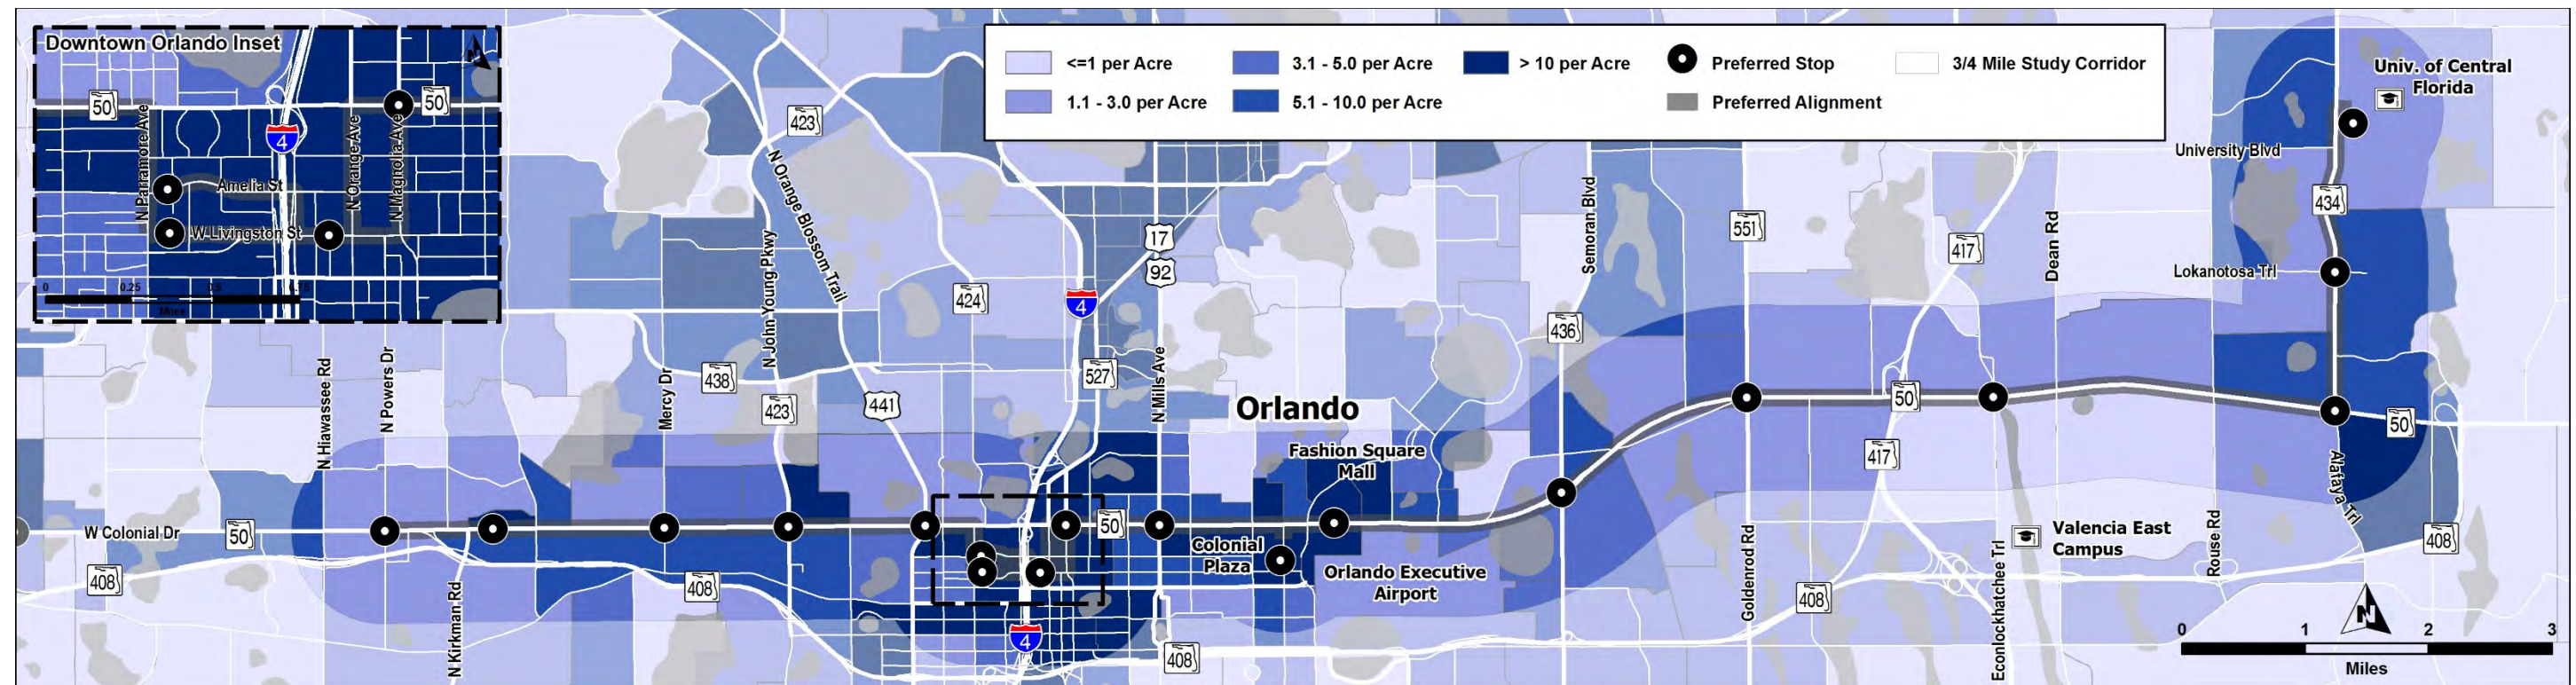 Downtown Orlando Inset
N
50
50
N Parramore Ave
4
N Orange Ave
N Magnolia Ave
Amelia St
W Livingston St
0
0.25
Miles
<=1 per Acre
3.1 - 5.0 per Acre
> 10 per Acre
Preferred Stop
3/4 Mile Study Corridor
1.1 - 3.0 per Acre
5.1 - 10.0 per Acre
Preferred Alignment
Univ. of Central
Florida
University Blvd
434
Lokanotosa Trl
423
N Orange Blossom Trail
N John Young Pkwy
424
4
17
92
Semoran Blvd
551
417
Dean Rd
436
N Hiawassee Rd
N Powers Dr
Mercy Dr
438
423
441
527
N Mills Ave
Orlando
Fashion Square
Mall
50
417
50
Alafaya Trl
W Colonial Dr
50
50
408
N Kirkman Rd
408
Colonial
Plaza
Orlando Executive
Airport
4
408
Goldenrod Rd
408
Econlockhatchee Trl
Valencia East
Campus
Rouse Rd
408
N
0
1
2
3
Miles